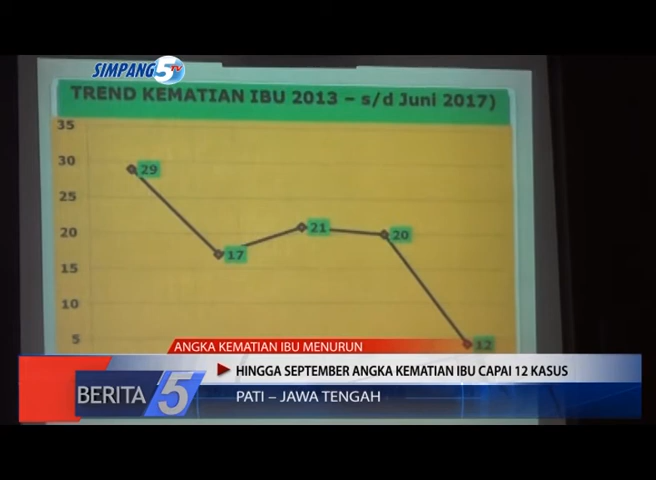 SIMPANG5 TV
TREND KEMATIAN IBU 2013 – s/d Juni 2017)
35
30
25
20
15
10
5
29
17
21
20
12
ANGKA KEMATIAN IBU MENURUN
HINGGA SEPTEMBER ANGKA KEMATIAN IBU CAPAI 12 KASUS
BERITA 5
PATI – JAWA TENGAH